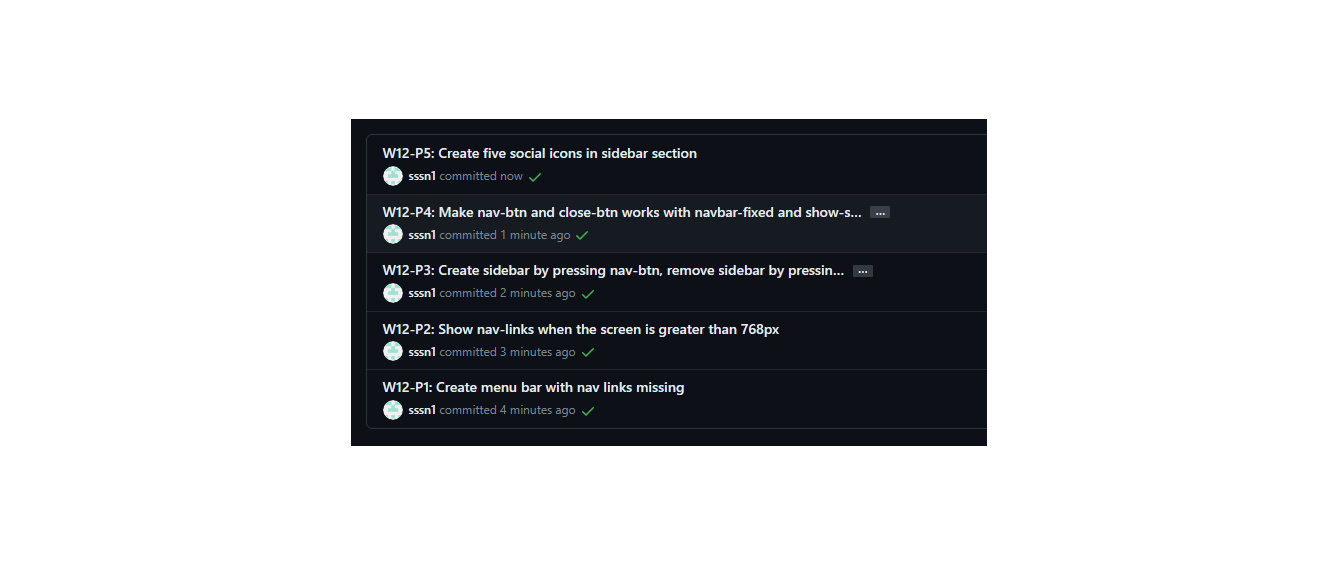 W12-P5: Create five social icons in sidebar section
sssn1 committed now
W12-P4: Make nav-btn and close-btn works with navbar-fixed and show-s... ...
sssn1 committed 1 minute ago
W12-P3: Create sidebar by pressing nav-btn, remove sidebar by pressin... ...
sssn1 committed 2 minutes ago
W12-P2: Show nav-links when the screen is greater than 768px
sssn1 committed 3 minutes ago
W12-P1: Create menu bar with nav links missing
sssn1 committed 4 minutes ago